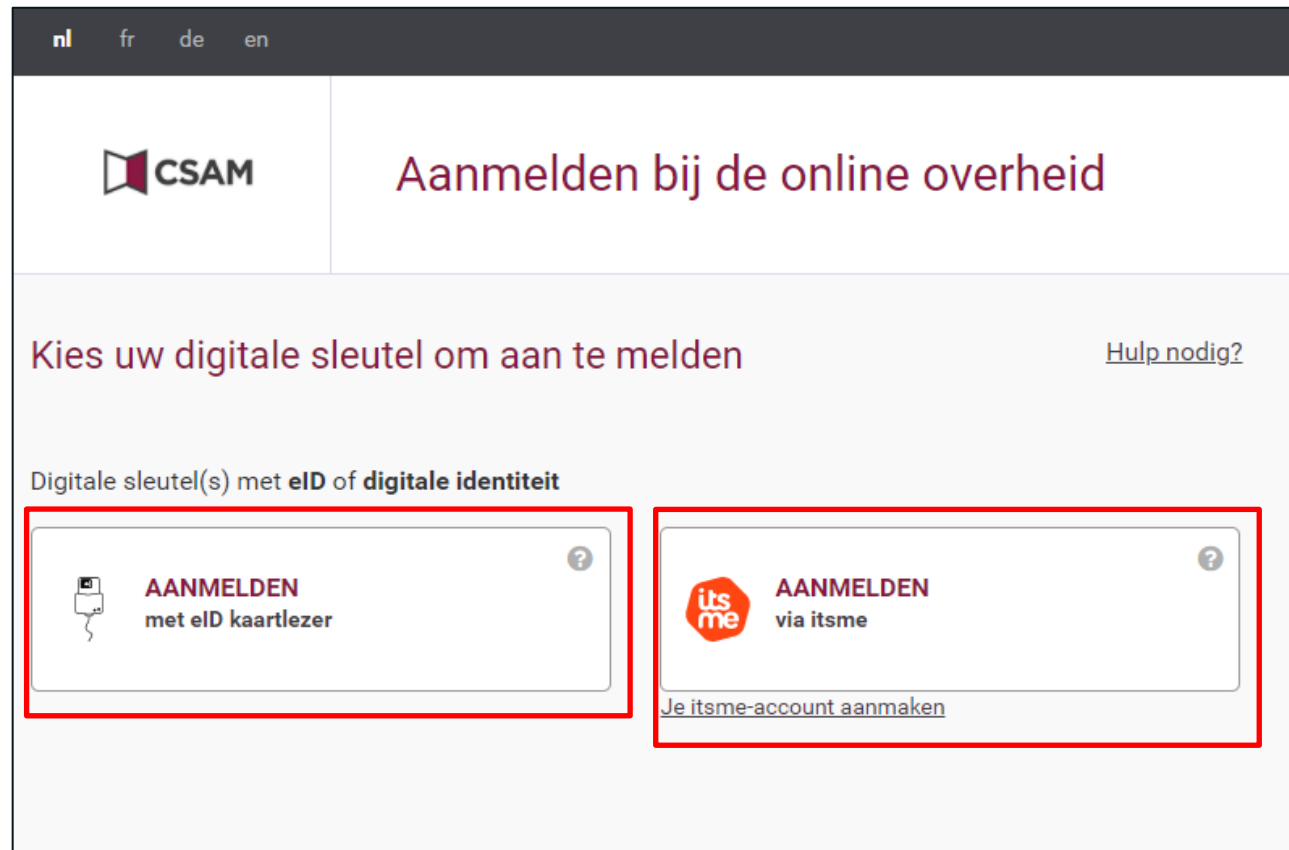 nl fr de en
CSAM
Aanmelden bij de online overheid
Kies uw digitale sleutel om aan te melden
Hulp nodig?
Digitale sleutel(s) met eID of digitale identiteit
AANMELDEN
met eID kaartlezer
?
its
me
AANMELDEN
via itsme
?
Je itsme-account aanmaken